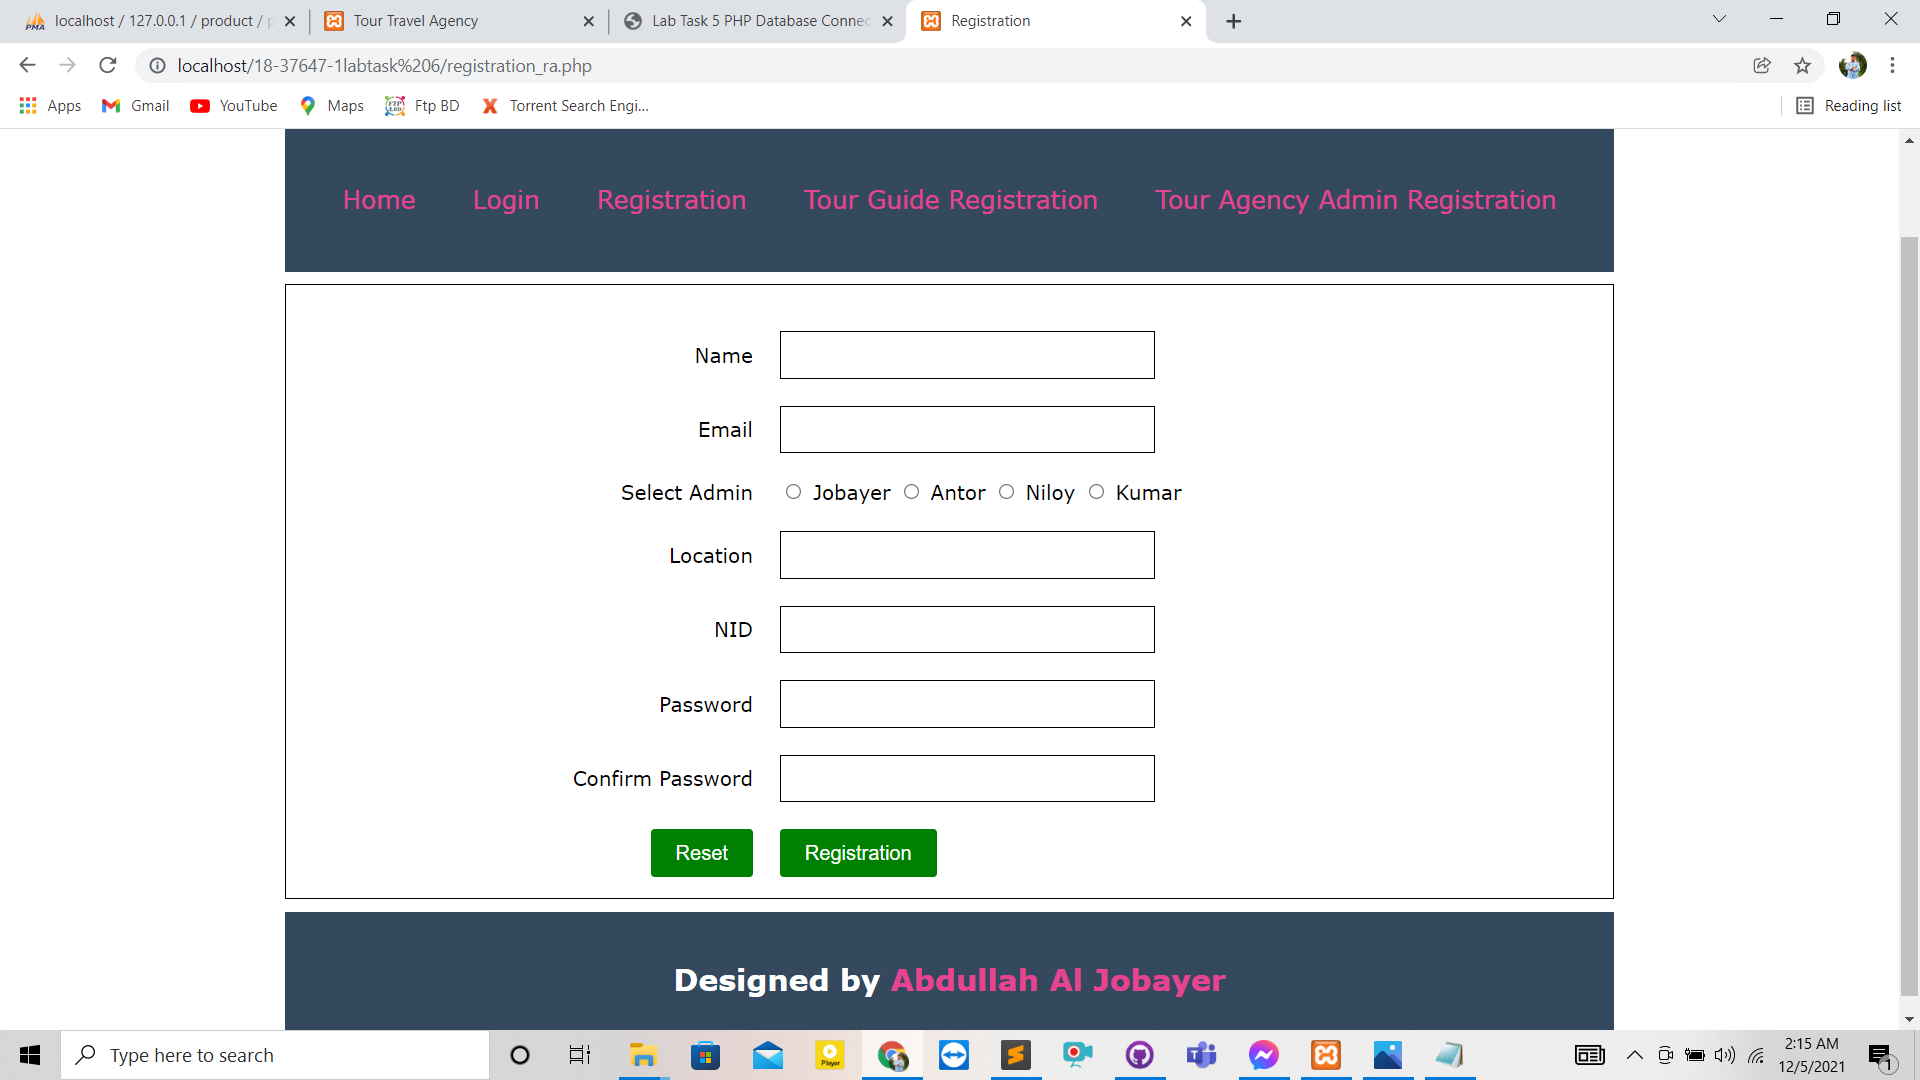 localhost / 127.0.0.1 / product / p
Tour Travel Agency
Lab Task 5 PHP Database Connec
Registration
localhost/18-37647-1labtask%206/registration_ra.php
Apps
Gmail
YouTube
Maps
Ftp BD
Torrent Search Engi...
Reading list
Home
Login
Registration
Tour Guide Registration
Tour Agency Admin Registration
Name
Email
Select Admin
Jobayer
Antor
Niloy
Kumar
Location
NID
Password
Confirm Password
Reset
Registration
Designed by Abdullah Al Jobayer
Type here to search
Player
2:15 AM
12/5/2021
1